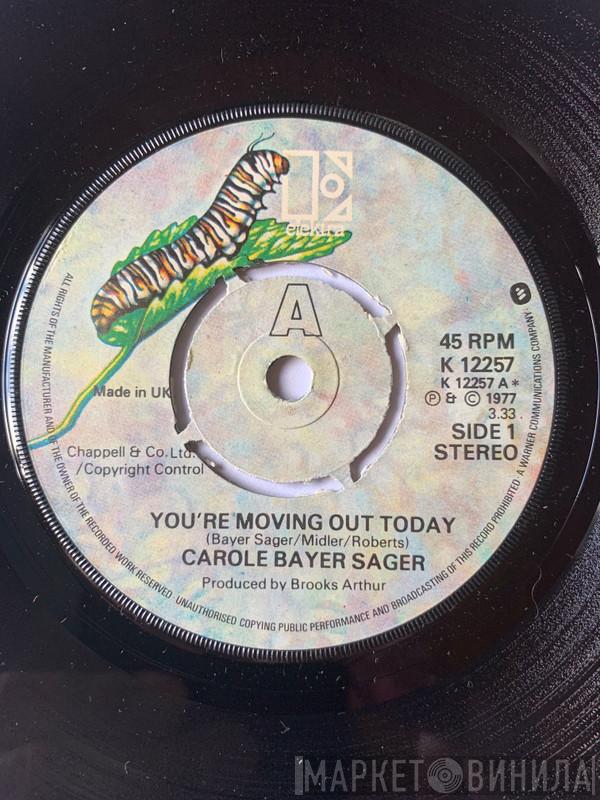 elektra
A
45 RPM
K 12257
K 12257 A*
Ⓟ & © 1977
3.33
SIDE 1
STEREO
Made in UK
Chappell & Co. Ltd.
/Copyright Control
YOU'RE MOVING OUT TODAY
(Bayer Sager/Midler/Roberts)
CAROLE BAYER SAGER
Produced by Brooks Arthur
ALL RIGHTS OF THE MANUFACTURER AND OF THE OWNER OF THE RECORDED WORK RESERVED UNAUTHORISED COPYING PUBLIC PERFORMANCE AND BROADCASTING OF THIS RECORD PROHIBITED · A WARNER COMMUNICATIONS COMPANY ·
МАРКЕТ ВИНИЛА